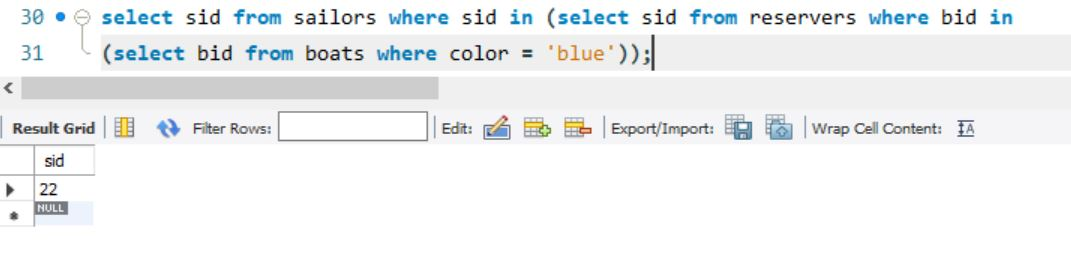 30 select sid from sailors where sid in (select sid from reservers where bid in
31 (select bid from boats where color = 'blue'));
Result Grid Filter Rows: Edit: Export/Import: Wrap Cell Content: IA
sid
22
NULL